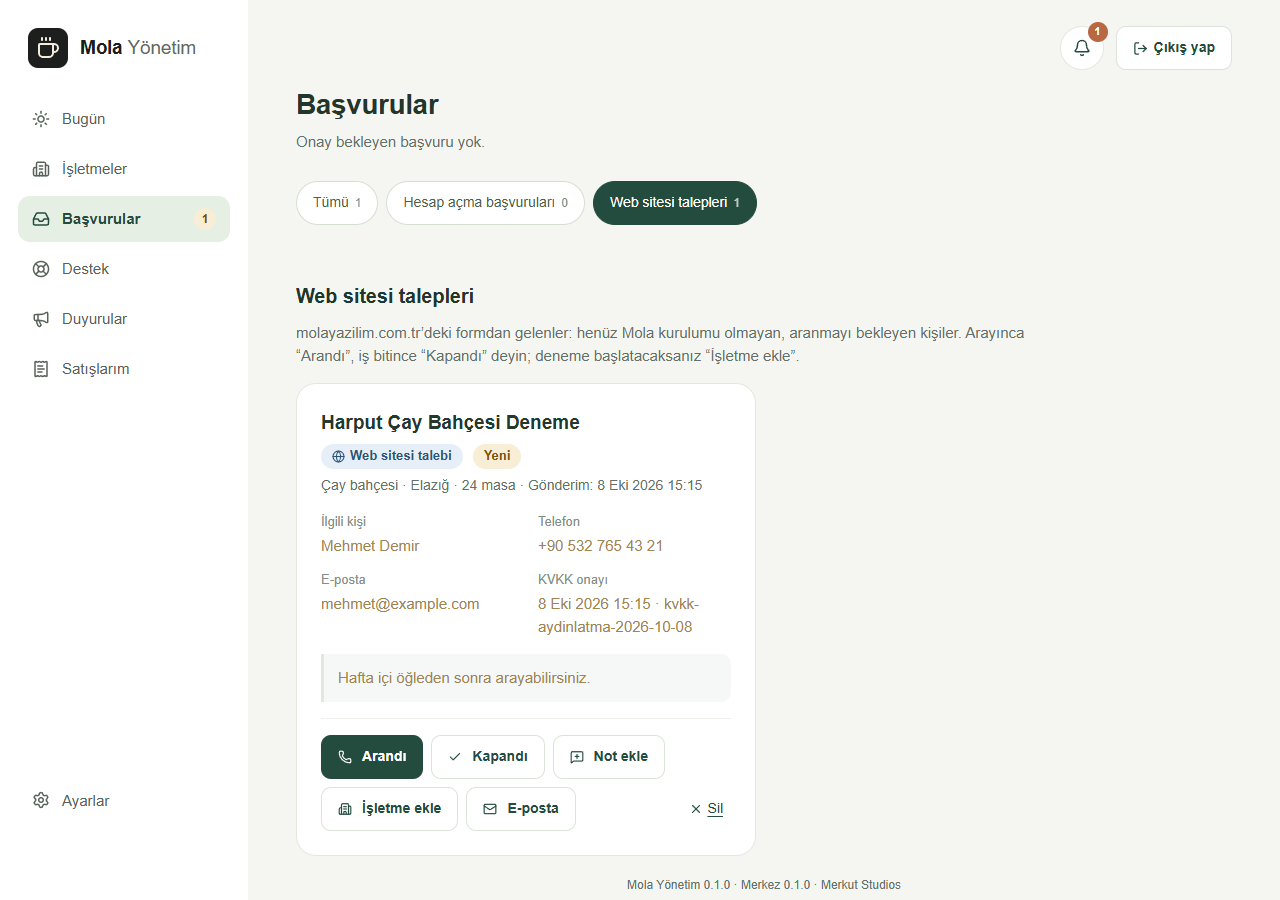 Mola Yönetim
Bugün
İşletmeler
Başvurular 1
Destek
Duyurular
Satışlarım
Ayarlar
1
Çıkış yap
Başvurular
Onay bekleyen başvuru yok.
Tümü 1
Hesap açma başvuruları 0
Web sitesi talepleri 1
Web sitesi talepleri
molayazilim.com.tr’deki formdan gelenler: henüz Mola kurulumu olmayan, aranmayı bekleyen kişiler. Arayınca
“Arandı”, iş bitince “Kapandı” deyin; deneme başlatacaksanız “İşletme ekle”.
Harput Çay Bahçesi Deneme
Web sitesi talebi Yeni
Çay bahçesi · Elazığ · 24 masa · Gönderim: 8 Eki 2026 15:15
İlgili kişi
Mehmet Demir
Telefon
+90 532 765 43 21
E-posta
mehmet@example.com
KVKK onayı
8 Eki 2026 15:15 · kvkk-
aydinlatma-2026-10-08
Hafta içi öğleden sonra arayabilirsiniz.
Arandı Kapandı Not ekle
İşletme ekle E-posta Sil
Mola Yönetim 0.1.0 · Merkez 0.1.0 · Merkut Studios